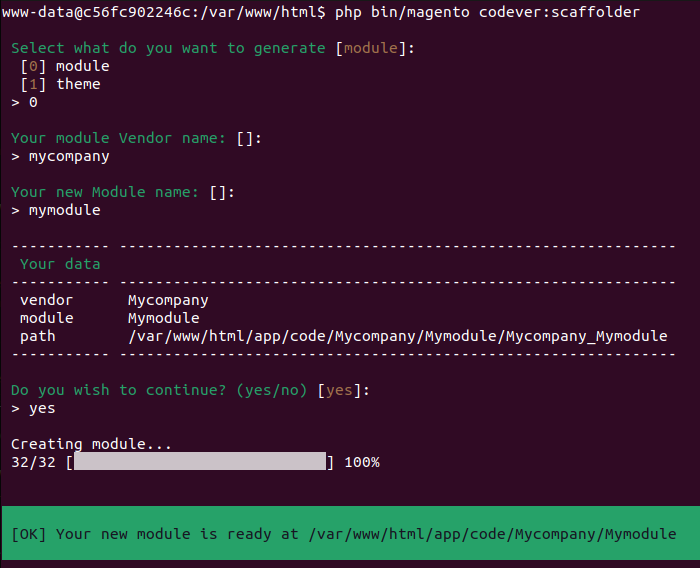 www-data@c56fc902246c:/var/www/html$ php bin/magento codever:scaffolder
Select what do you want to generate [module]:
[0] module
[1] theme
> 0
Your module Vendor name: []:
> mycompany
Your new Module name: []:
> mymodule
----------- --------------------------------------------------------------
Your data
----------- --------------------------------------------------------------
vendor Mycompany
module Mymodule
path /var/www/html/app/code/Mycompany/Mymodule/Mycompany_Mymodule
----------- --------------------------------------------------------------
Do you wish to continue? (yes/no) [yes]:
> yes
Creating module...
32/32 [ ] 100%
[OK] Your new module is ready at /var/www/html/app/code/Mycompany/Mymodule